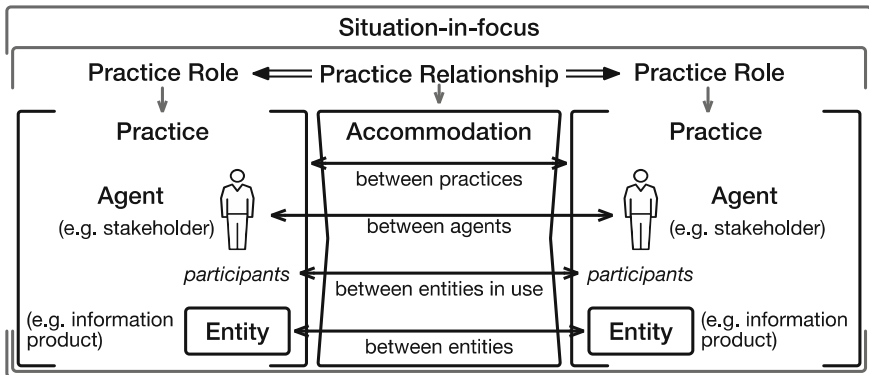 Situation-in-focus
Practice Role Practice Relationship Practice Role
Practice Accommodation Practice
between practices
Agent Agent
(e.g. stakeholder) between agents (e.g. stakeholder)
participants participants
between entities in use
(e.g. information
product)
Entity
between entities
Entity
(e.g. information
product)